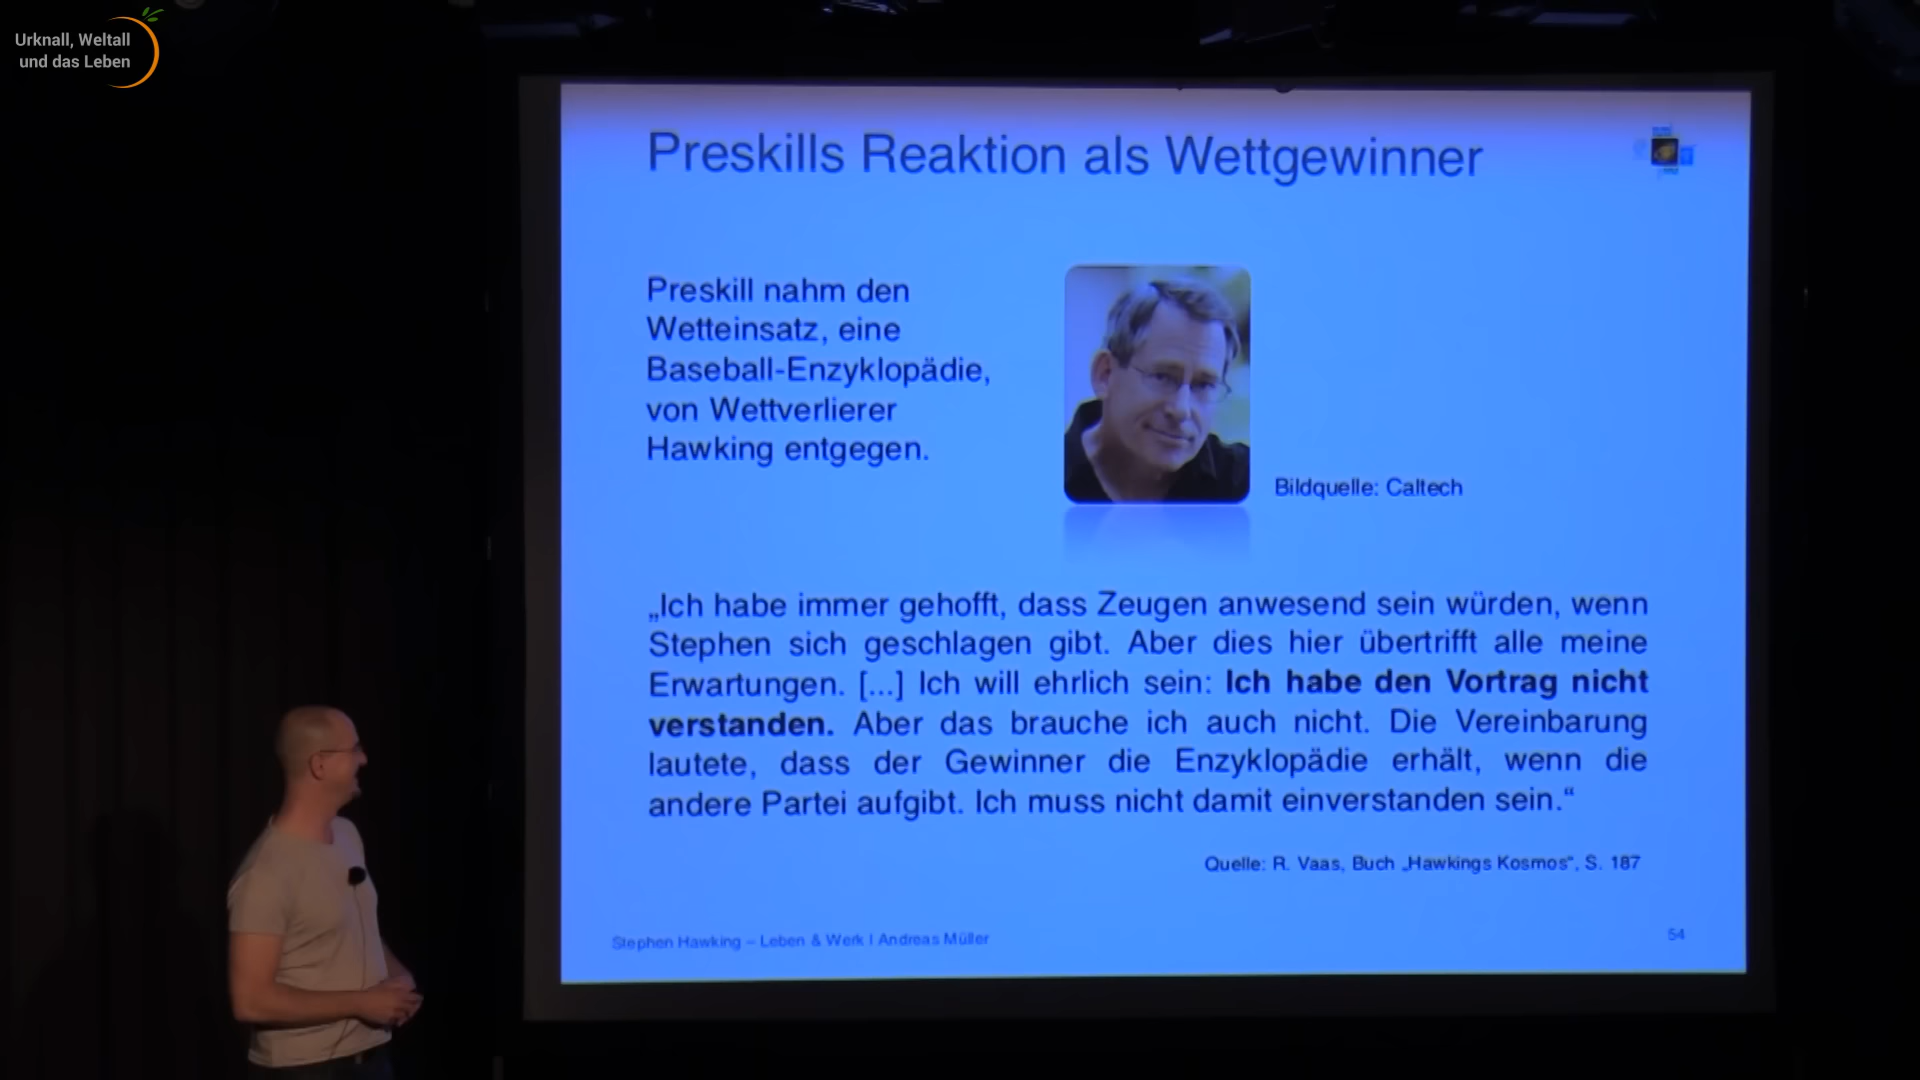 Urknall, Weltall
und das Leben
Preskills Reaktion als Wettgewinner
Preskill nahm den
Wetteinsatz, eine
Baseball-Enzyklopädie,
von Wettverlierer
Hawking entgegen.
Bildquelle: Caltech
„Ich habe immer gehofft, dass Zeugen anwesend sein würden, wenn
Stephen sich geschlagen gibt. Aber dies hier übertrifft alle meine
Erwartungen. [...] Ich will ehrlich sein: Ich habe den Vortrag nicht
verstanden. Aber das brauche ich auch nicht. Die Vereinbarung
lautete, dass der Gewinner die Enzyklopädie erhält, wenn die
andere Partei aufgibt. Ich muss nicht damit einverstanden sein.“
Quelle: R. Vaas, Buch „Hawkings Kosmos“, S. 187
Stephen Hawking – Leben & Werk | Andreas Müller
54